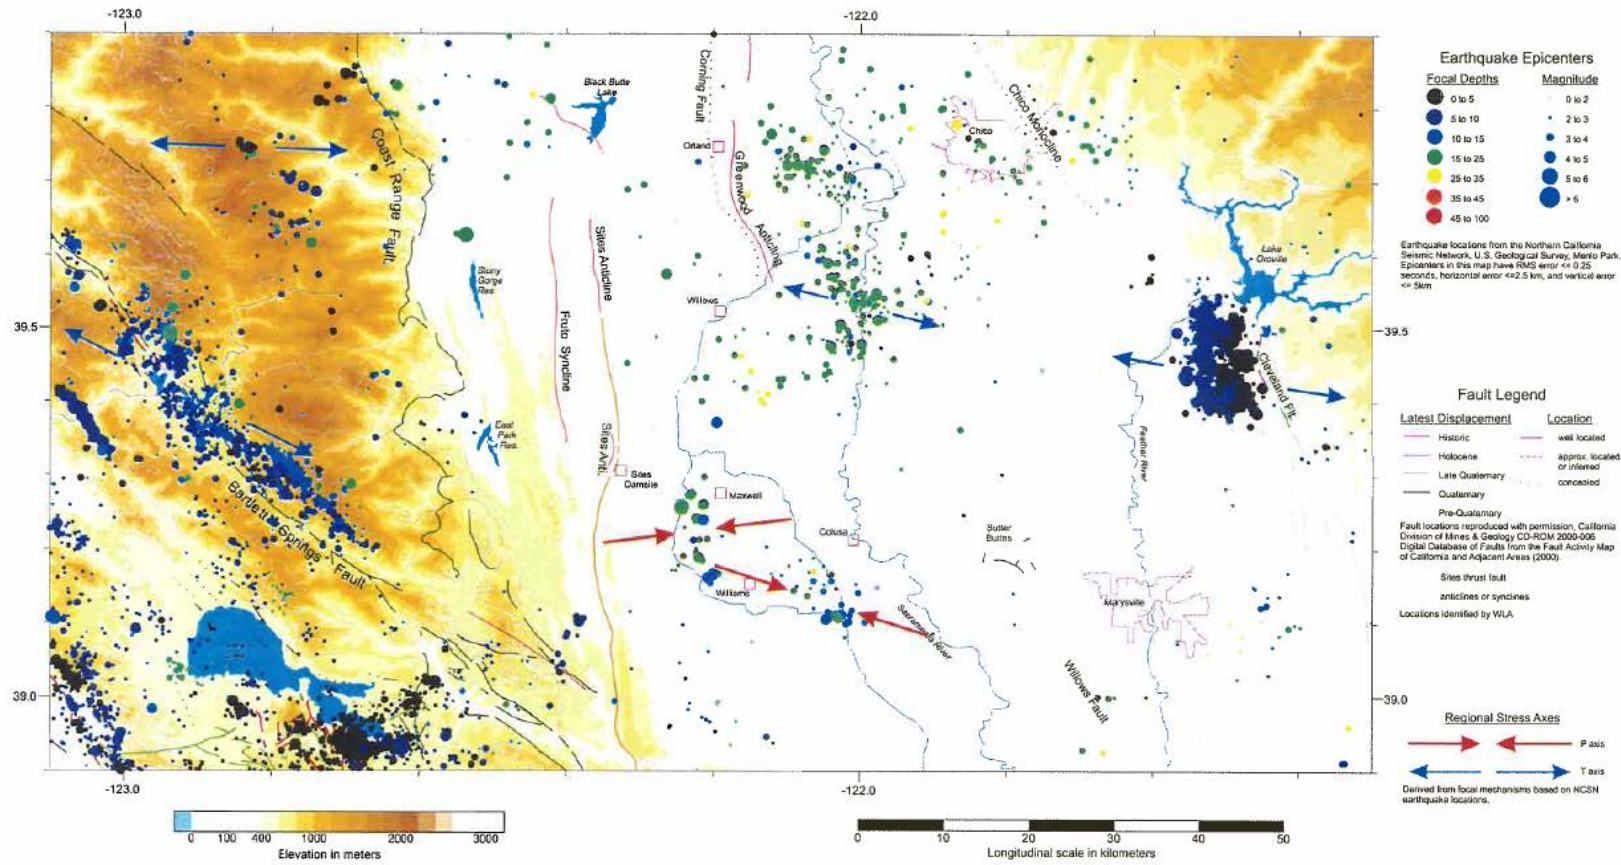 -123.0
-122.0
Black Butte
Lake
Corning Fault
Orland
Greenwood
Anticline
Chico Monocline
Chico
Coast Range Fault
Lake
Oroville
Stony
Gorge
Res.
Sites Anticline
Willows
39.5
39.5
Fruto Syncline
Cleveland Flt.
East
Park
Res.
Sites Anti.
Sites
Damsite
Feather River
Bartlett Springs Fault
Maxwell
Colusa
Butter
Buttes
Williams
Marysville
Sacramento River
Willows Fault
39.0
39.0
-123.0
-122.0
0 100 400 1000 2000 3000
Elevation in meters
0 10 20 30 40 50
Longitudinal scale in kilometers
Earthquake Epicenters
Focal Depths Magnitude
0 to 5 0 to 2
5 to 10 2 to 3
10 to 15 3 to 4
15 to 25 4 to 5
25 to 35 5 to 6
35 to 45 > 6
45 to 100
Earthquake locations from the Northern California
Seismic Network, U.S. Geological Survey, Menlo Park.
Epicenters in this map have RMS error <= 0.25
seconds, horizontal error <=2.5 km, and vertical error
<= 5km
Fault Legend
Latest Displacement Location
Historic well located
Holocene approx. located
or inferred
Late Quaternary concealed
Quaternary
Pre-Quaternary
Fault locations reproduced with permission, California
Division of Mines & Geology CD-ROM 2000-006
Digital Database of Faults from the Fault Activity Map
of California and Adjacent Areas (2000).
Sites thrust fault
anticlines or synclines
Locations identified by WLA
Regional Stress Axes
P axis
T axis
Derived from focal mechanisms based on NCSN
earthquake locations.